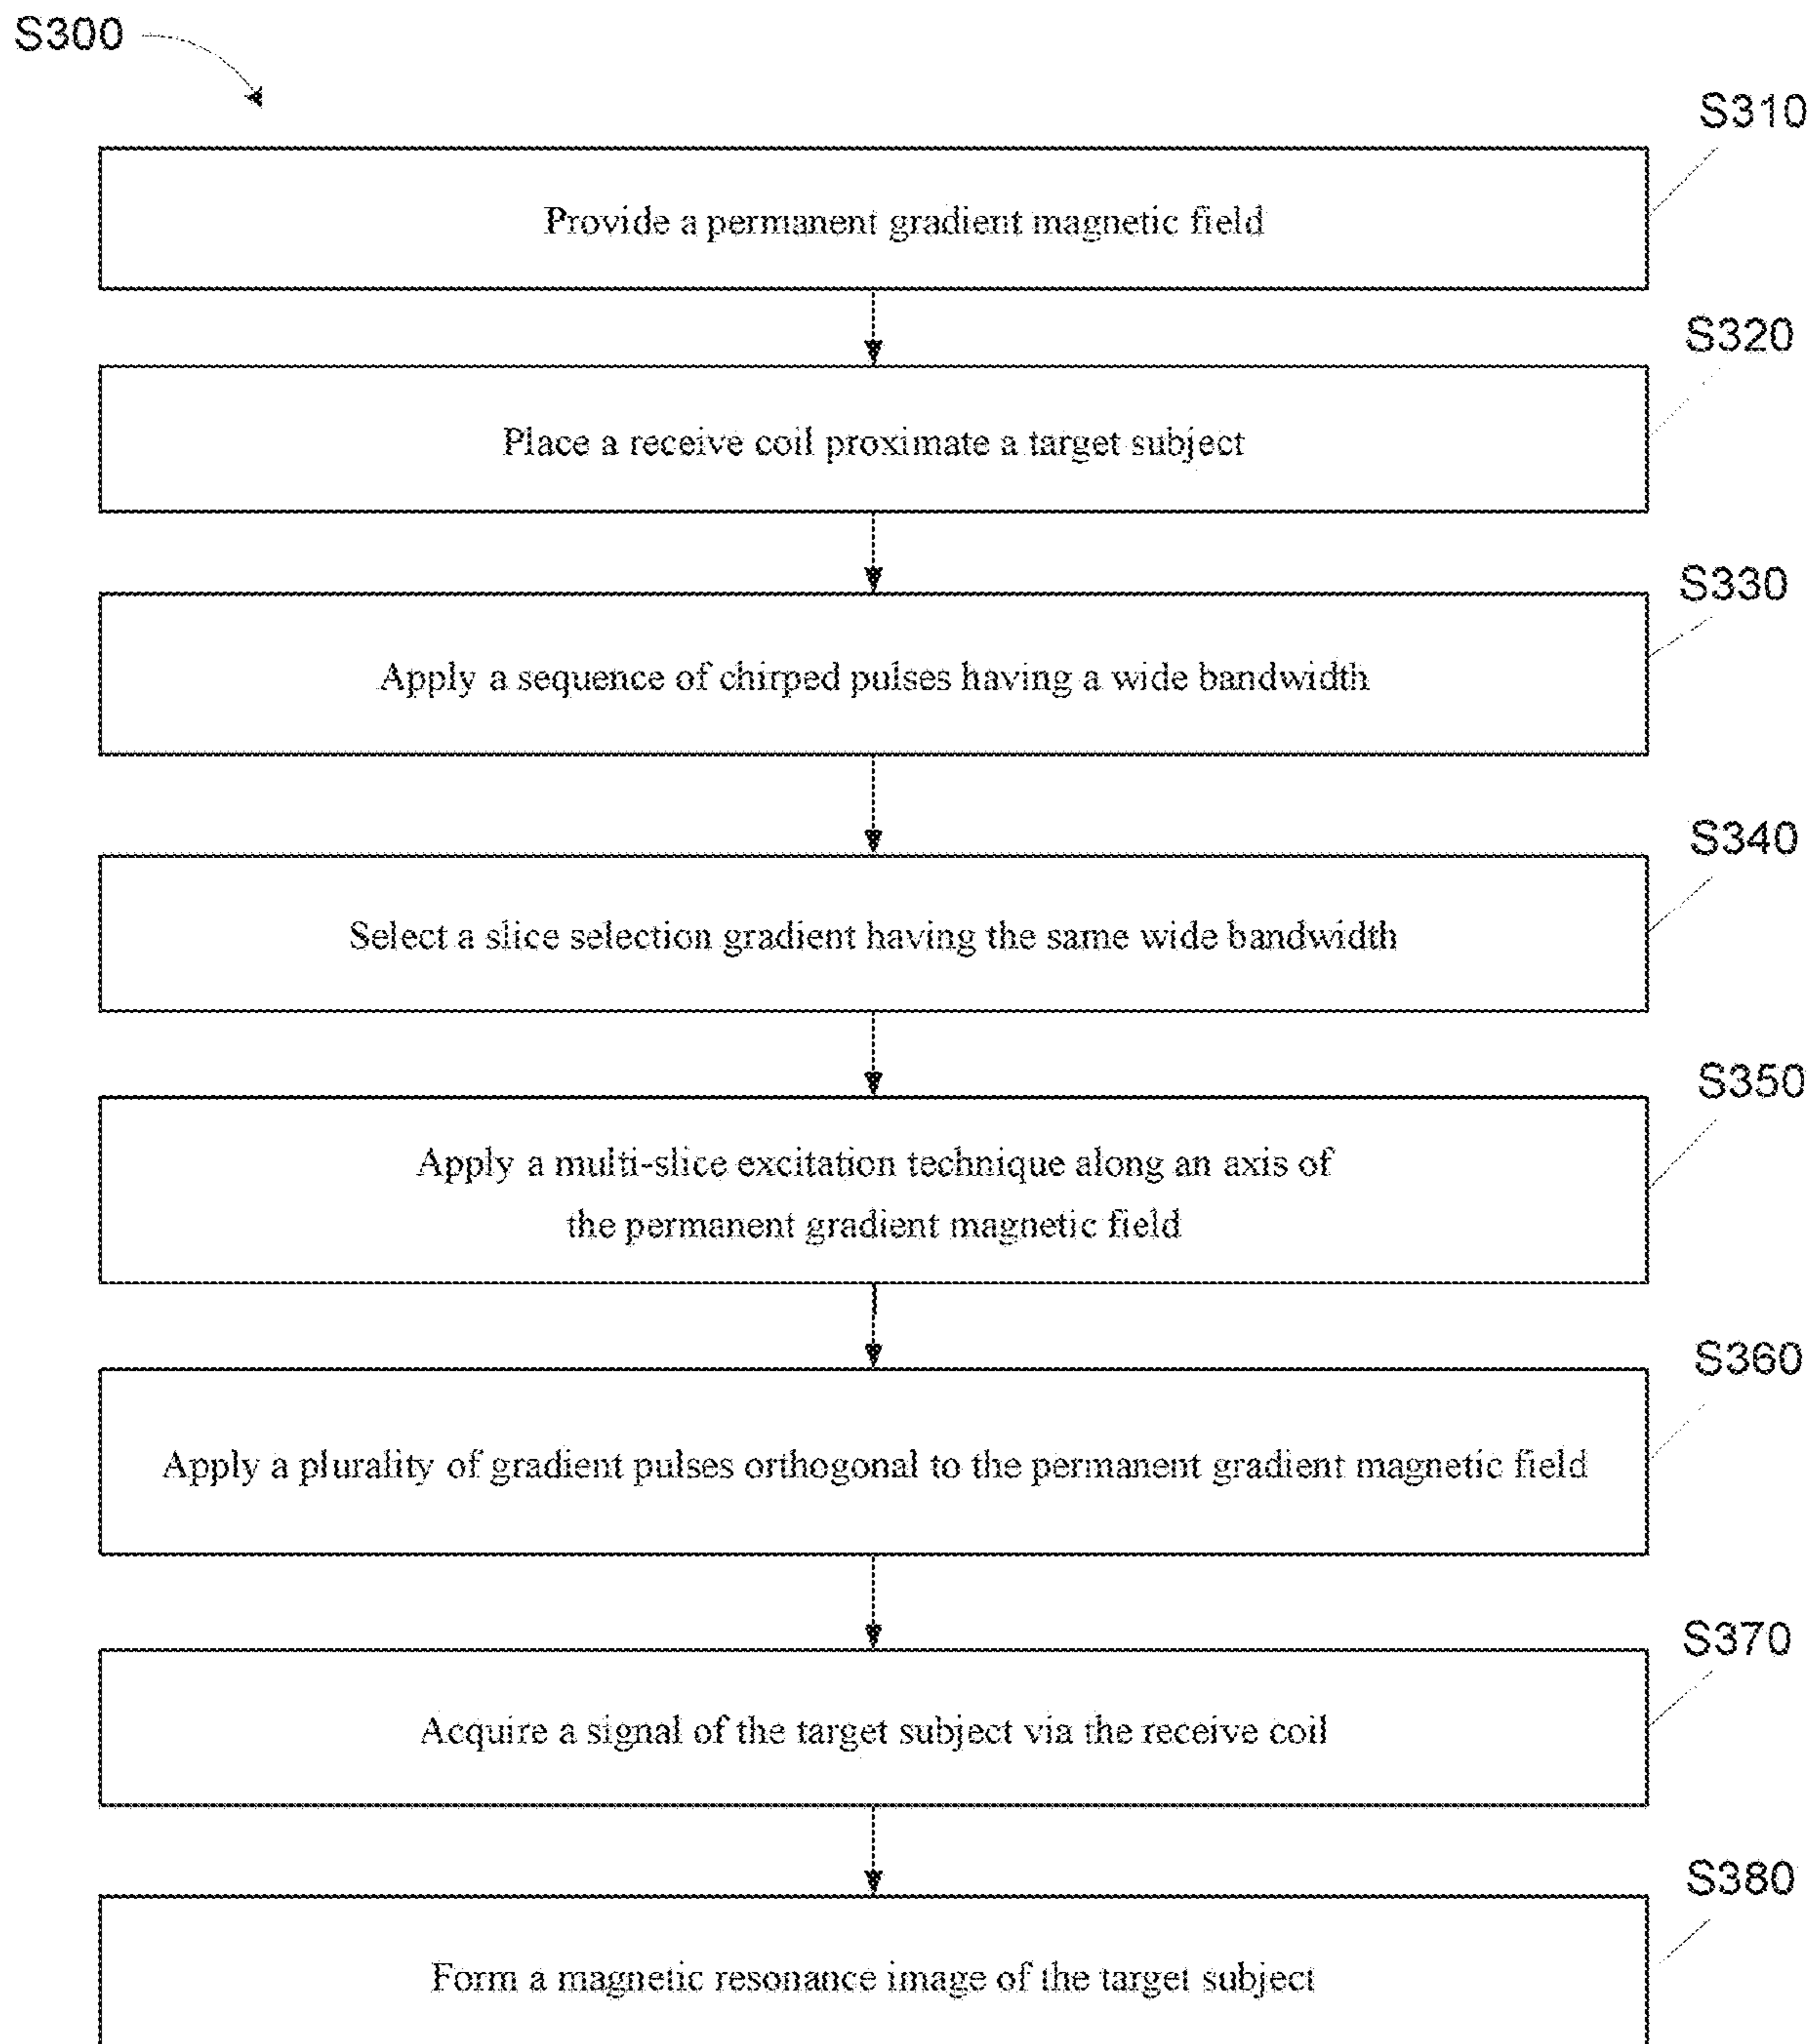 S300
S310
Provide a permanent gradient magnetic field
S320
Place a receive coil proximate a target subject
S330
Apply a sequence of chirped pulses having a wide bandwidth
S340
Select a slice selection gradient having the same wide bandwidth
S350
Apply a multi-slice excitation technique along an axis of
the permanent gradient magnetic field
S360
Apply a plurality of gradient pulses orthogonal to the permanent gradient magnetic field
S370
Acquire a signal of the target subject via the receive coil
S380
Form a magnetic resonance image of the target subject